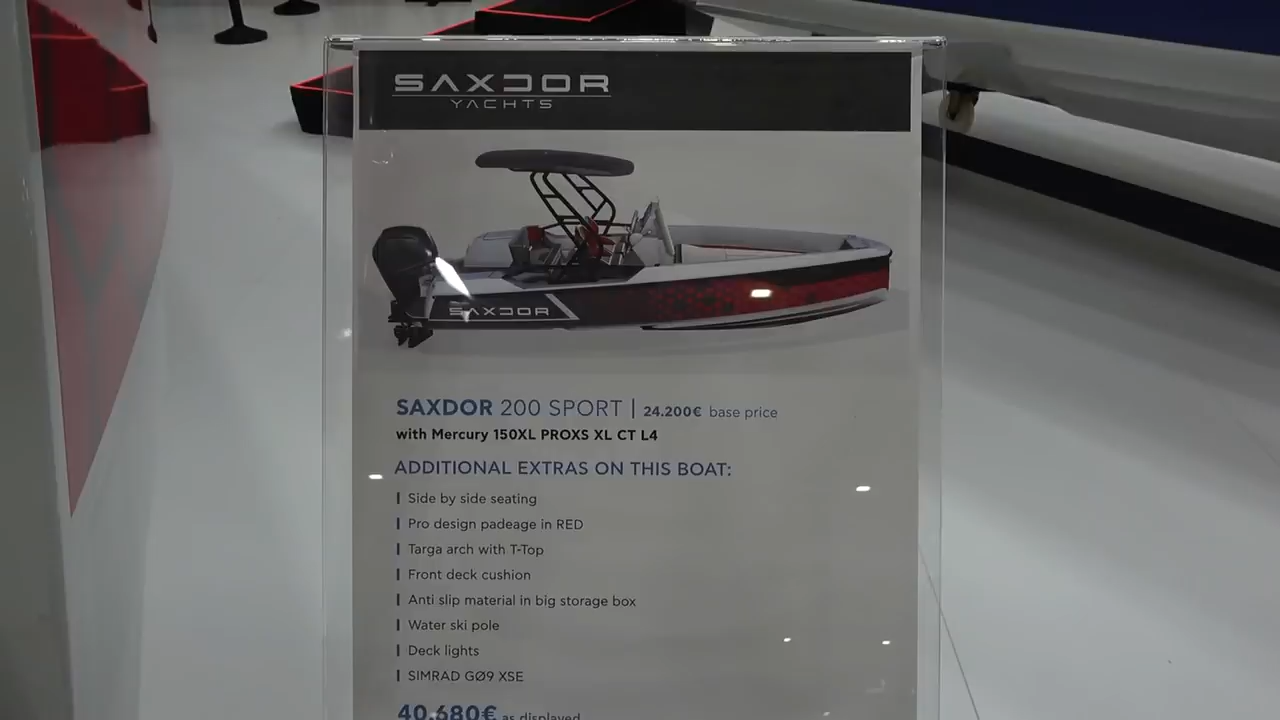 SAXDOR
YACHTS
SAXDOR
SAXDOR 200 SPORT | 24.200€ base price
with Mercury 150XL PROXS XL CT L4
ADDITIONAL EXTRAS ON THIS BOAT:
Side by side seating
Pro design padeage in RED
Targa arch with T-Top
Front deck cushion
Anti slip material in big storage box
Water ski pole
Deck lights
SIMRAD GØ9 XSE
40.680€ as displayed